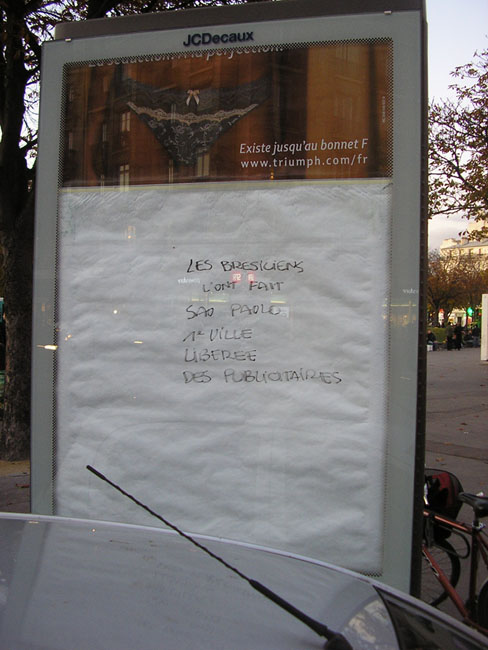 JCDecaux
Existe jusqu'au bonnet F
www.triumph.com/fr
LES BRESILIENS
L'ONT FAIT
SAO PAOLO
1e VILLE
LIBEREE
DES PUBLICITAIRES